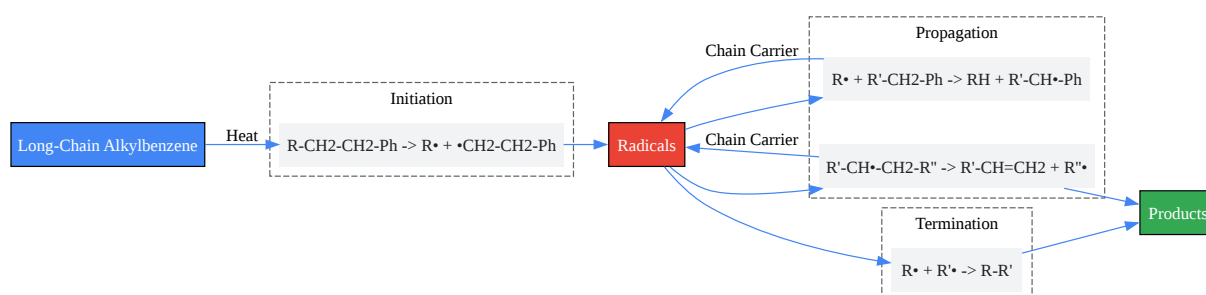 Propagation
Chain Carrier
R• + R'-CH2-Ph -> RH + R'-CH•-Ph
Initiation
Long-Chain Alkylbenzene
Heat
R-CH2-CH2-Ph -> R• + •CH2-CH2-Ph
Radicals
Chain Carrier
R'-CH•-CH2-R'' -> R'-CH=CH2 + R''•
Products
Termination
R• + R'• -> R-R'